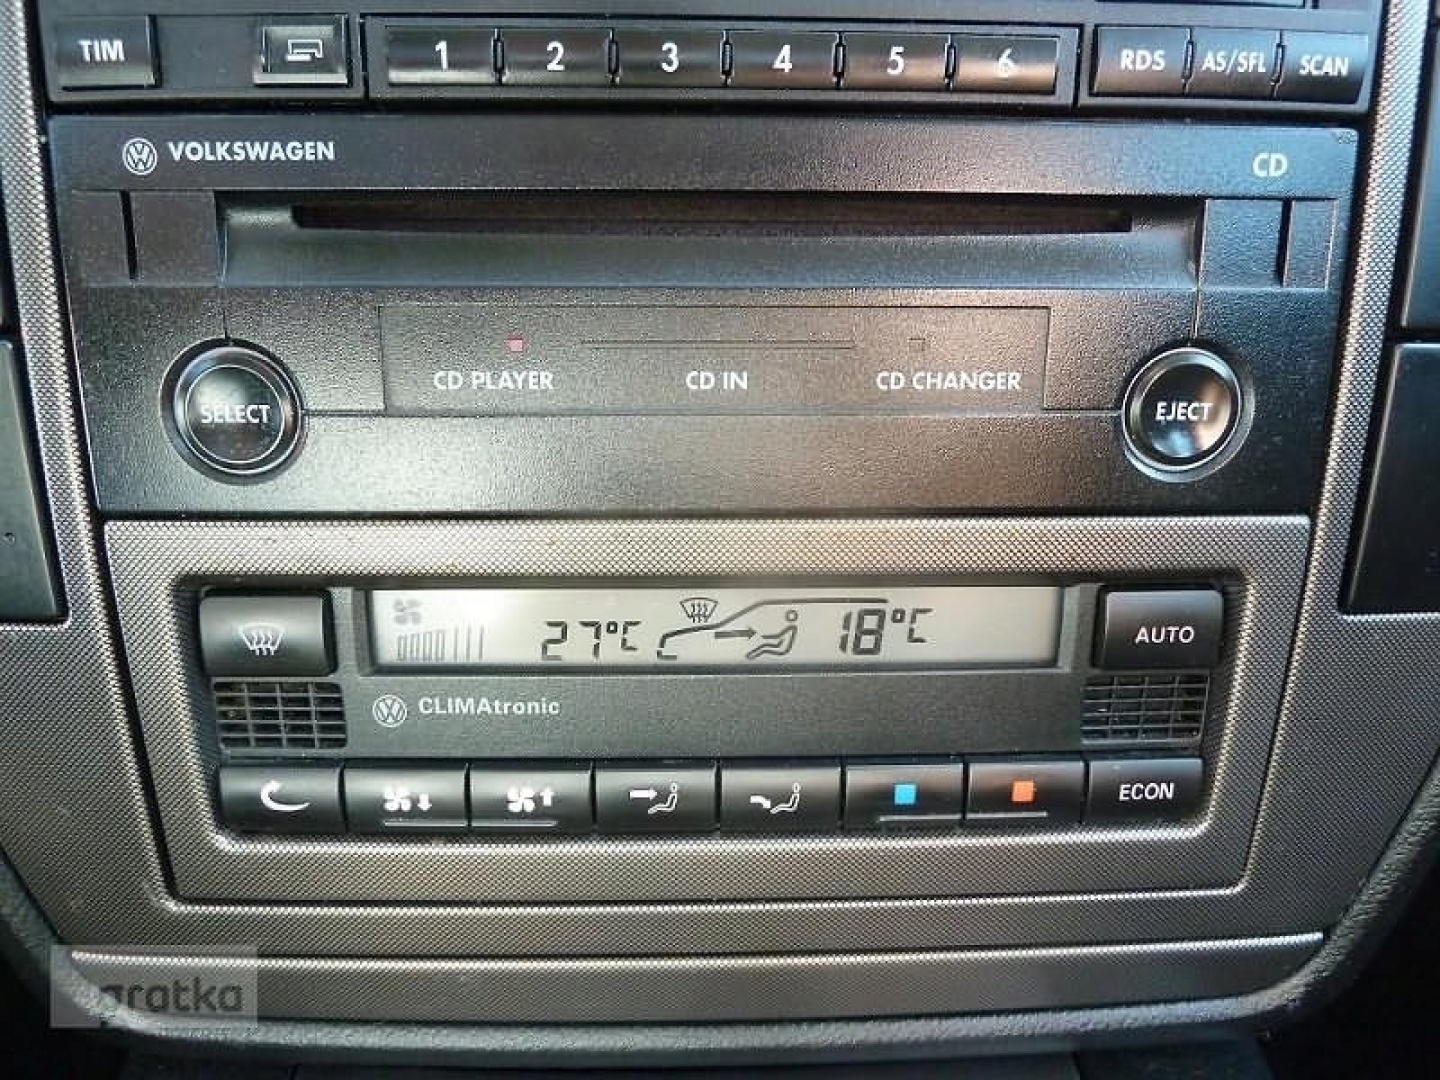 TIM 1 2 3 4 5 6 RDS AS/SFL SCAN
VOLKSWAGEN CD
CD PLAYER CD IN CD CHANGER
SELECT EJECT
27°C 18°C AUTO
CLIMAtronic
ECON
gratka